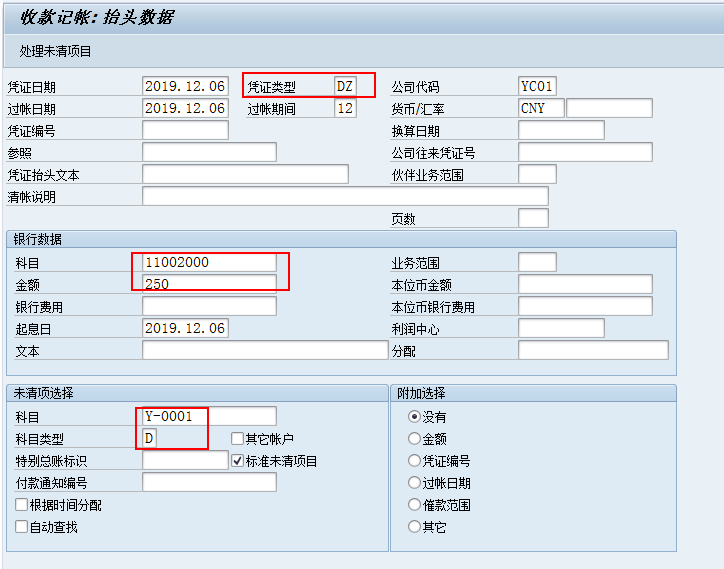 收款记帐: 抬头数据
处理未清项目
凭证日期 2019.12.06 凭证类型 DZ 公司代码 YC01
过帐日期 2019.12.06 过帐期间 12 货币/汇率 CNY
凭证编号 换算日期
参照 公司往来凭证号
凭证抬头文本 伙伴业务范围
清帐说明
页数
银行数据
科目 11002000 业务范围
金额 250 本位币金额
银行费用 本位币银行费用
起息日 2019.12.06 利润中心
文本 分配
未清项选择 附加选择
科目 Y-0001 没有
科目类型 D 其它帐户 金额
特别总账标识 标准未清项目 凭证编号
付款通知编号 过帐日期
根据时间分配 催款范围
自动查找 其它